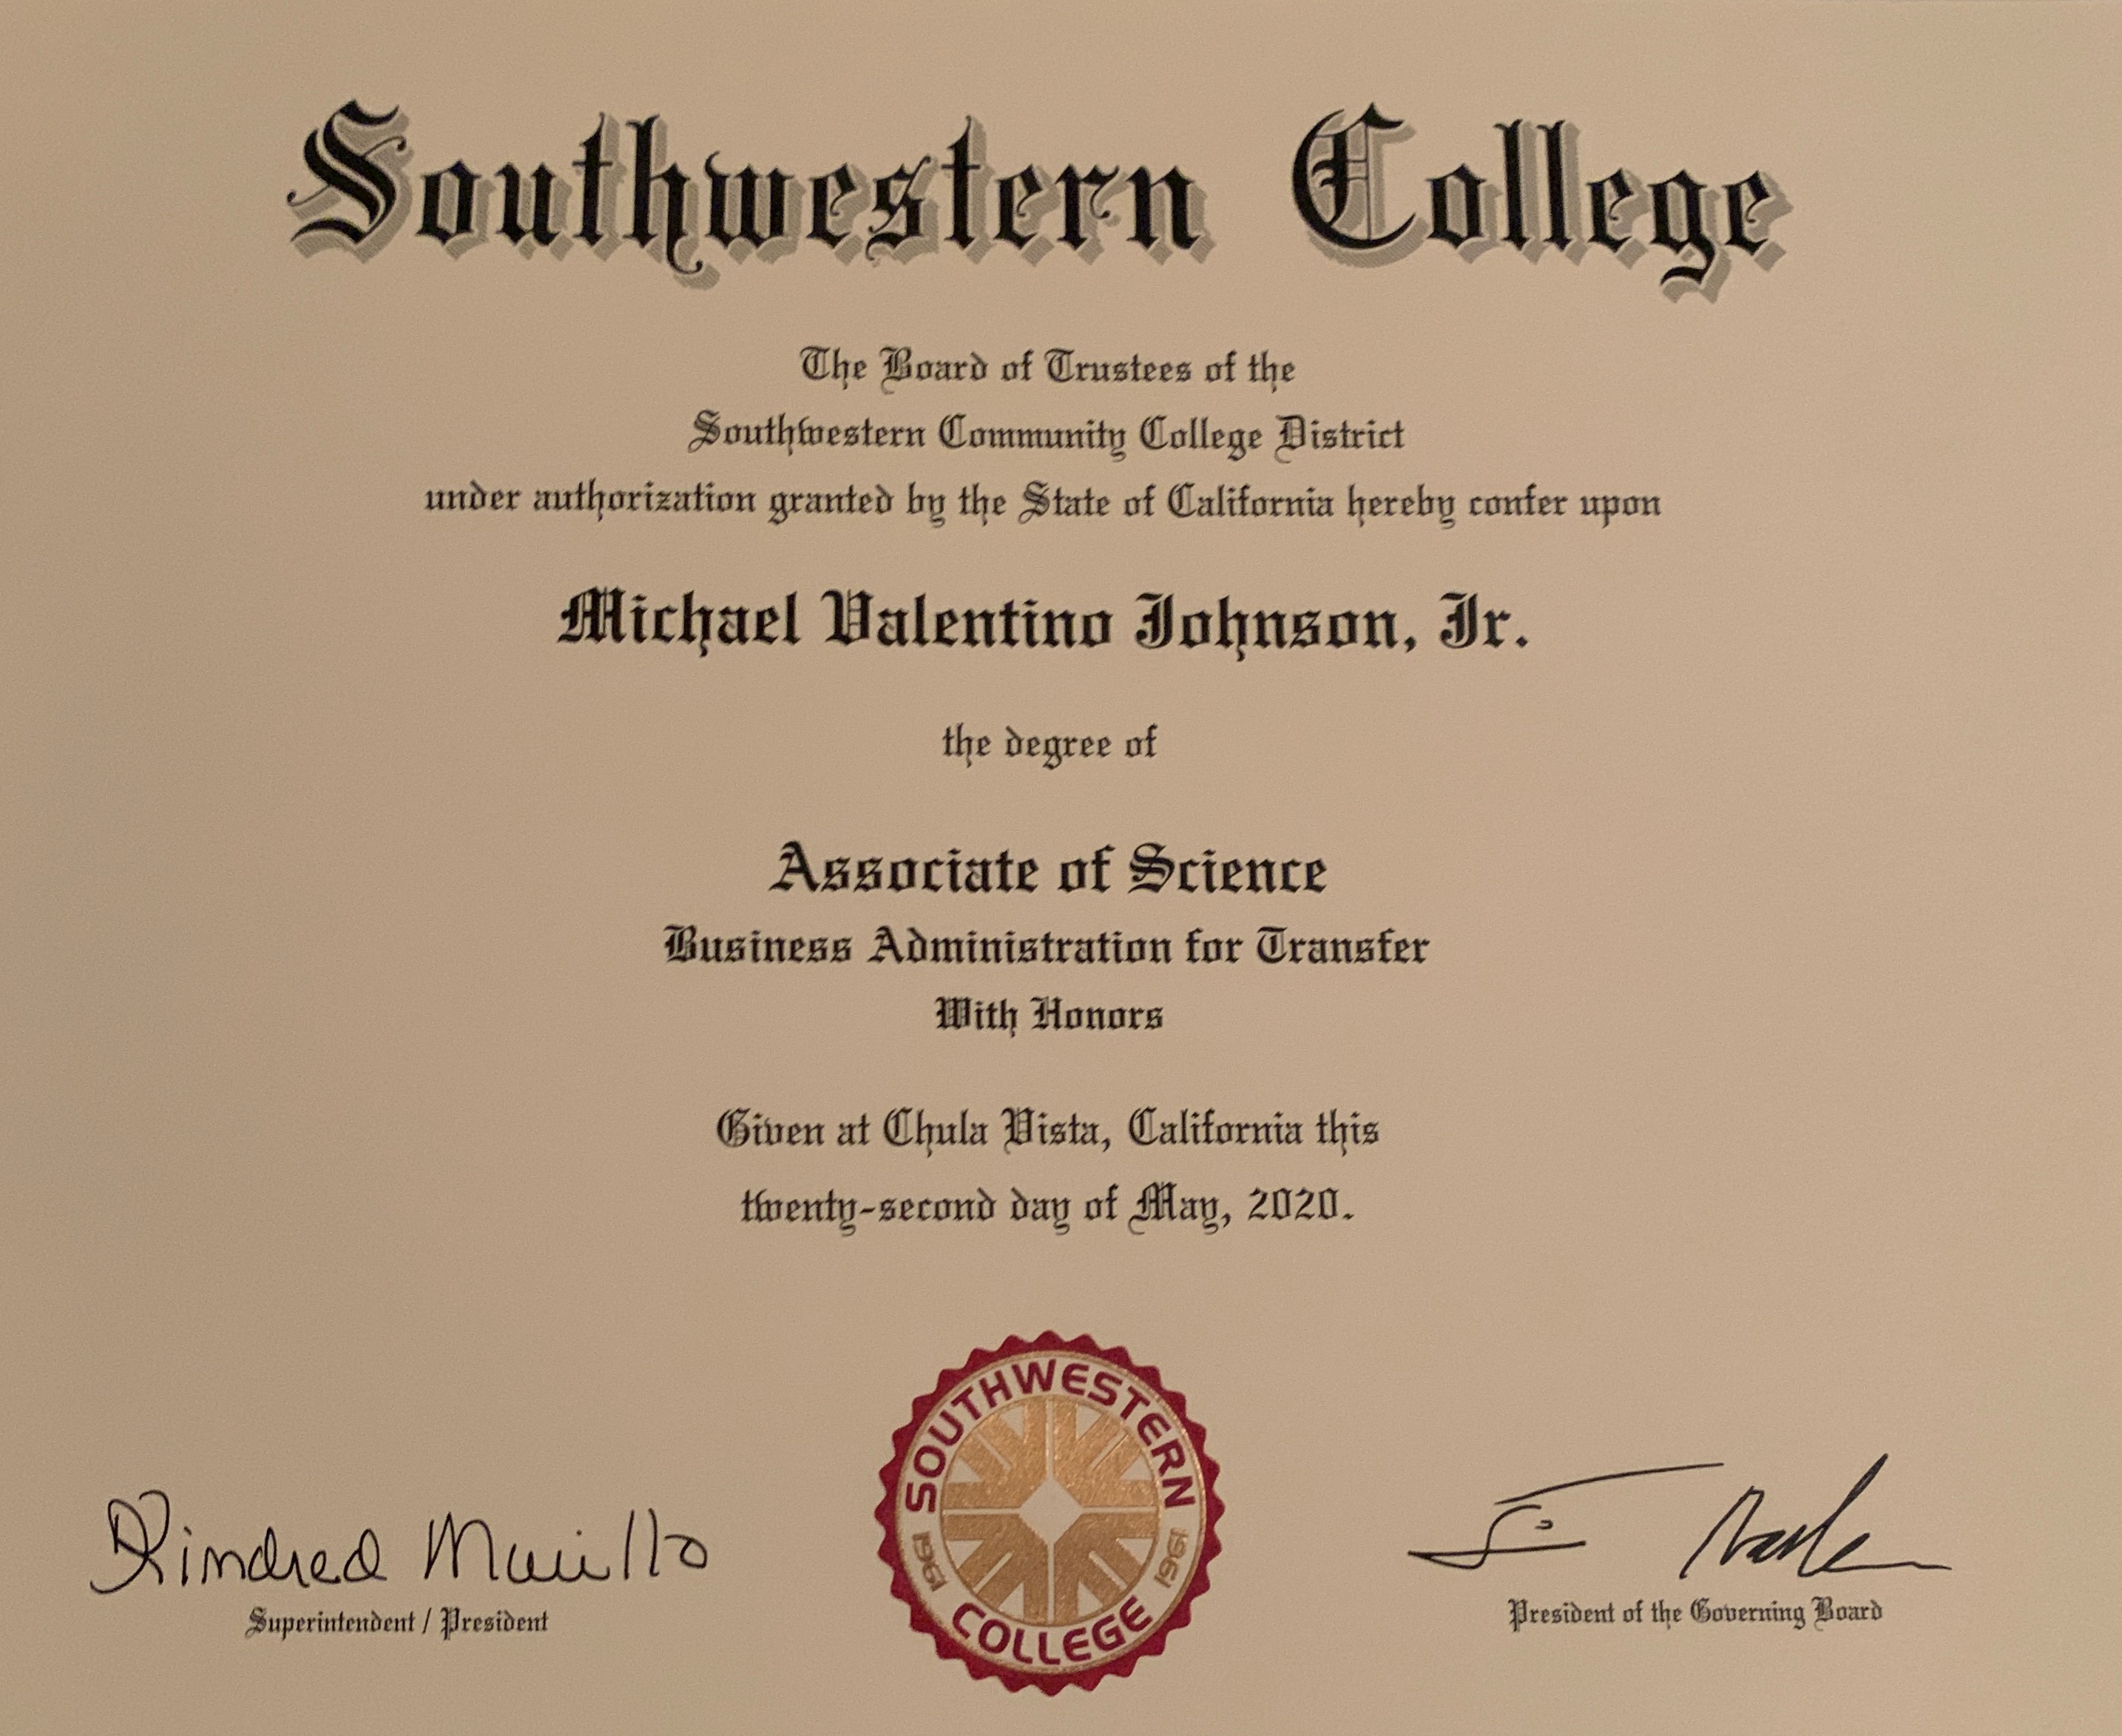 Southwestern College
The Board of Trustees of the
Southwestern Community College District
under authorization granted by the State of California hereby confer upon
Michael Valentino Johnson, Jr.
the degree of
Associate of Science
Business Administration for Transfer
With Honors
Given at Chula Vista, California this
twenty-second day of May, 2020.
SOUTHWESTERN
1961 1961
COLLEGE
Kindred Murillo
Superintendent / President
President of the Governing Board